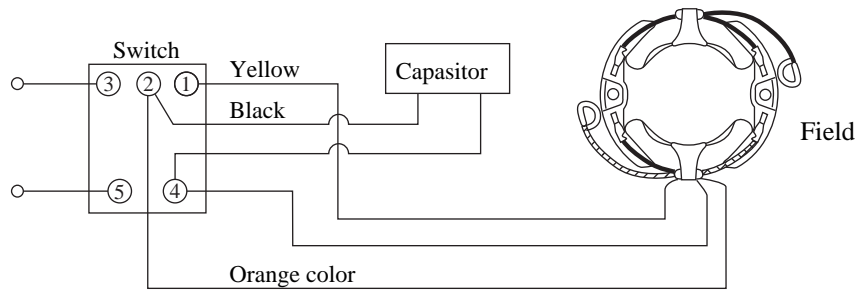 Switch
3 2 1
Yellow
Capasitor
Black
Field
5 4
Orange color